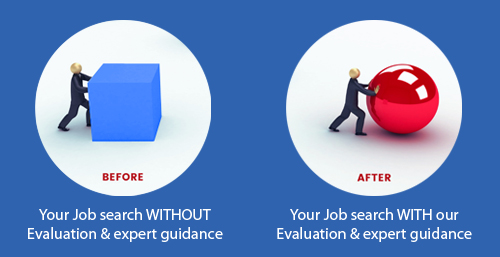 BEFORE
Your Job search WITHOUT
Evaluation & expert guidance
AFTER
Your Job search WITH our
Evaluation & expert guidance